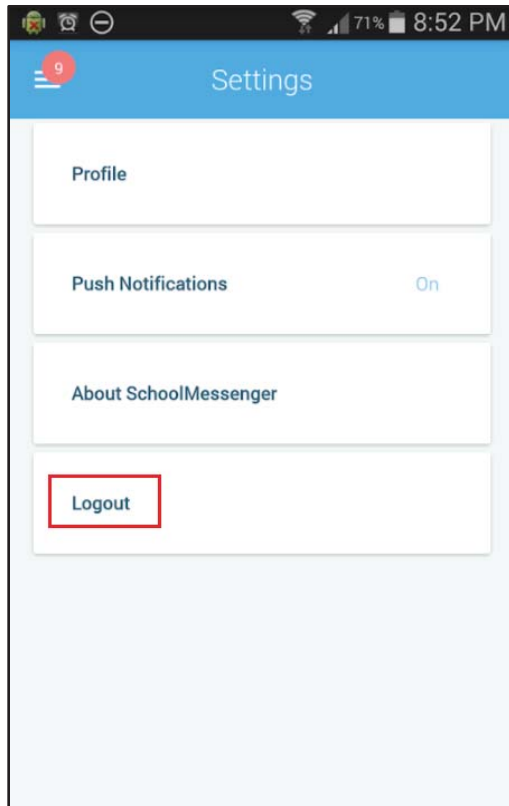 71% 8:52 PM
9
Settings
Profile
Push Notifications On
About SchoolMessenger
Logout